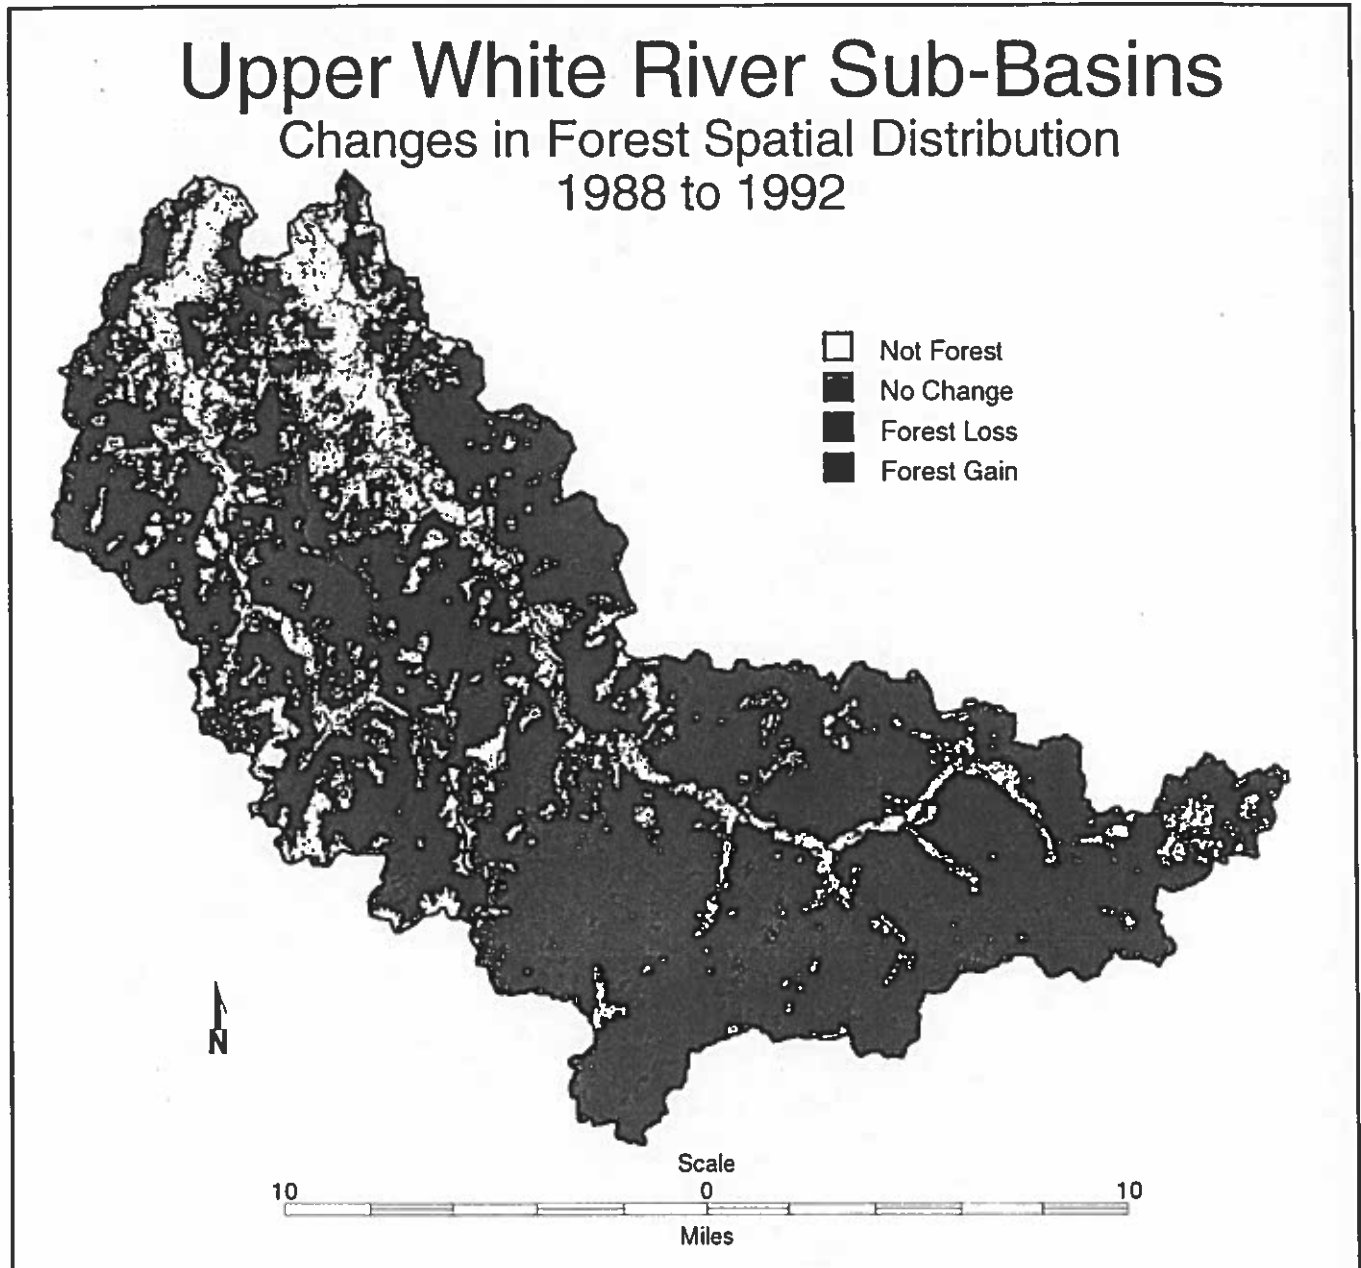 Upper White River Sub-Basins
Changes in Forest Spatial Distribution
1988 to 1992
Not Forest
No Change
Forest Loss
Forest Gain
N
Scale
10 0 10
Miles